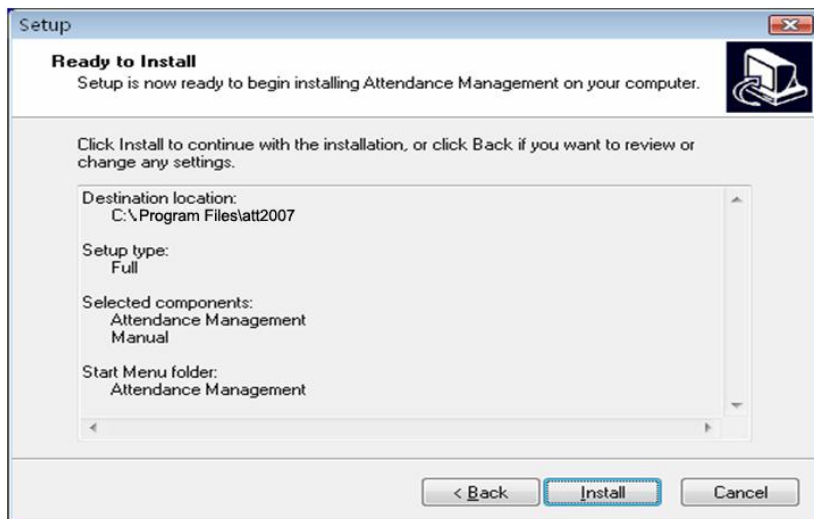 Setup
Ready to Install
Setup is now ready to begin installing Attendance Management on your computer.
Click Install to continue with the installation, or click Back if you want to review or
change any settings.
Destination location:
C:\Program Files\att2007
Setup type:
Full
Selected components:
Attendance Management
Manual
Start Menu folder:
Attendance Management
< Back
Install
Cancel